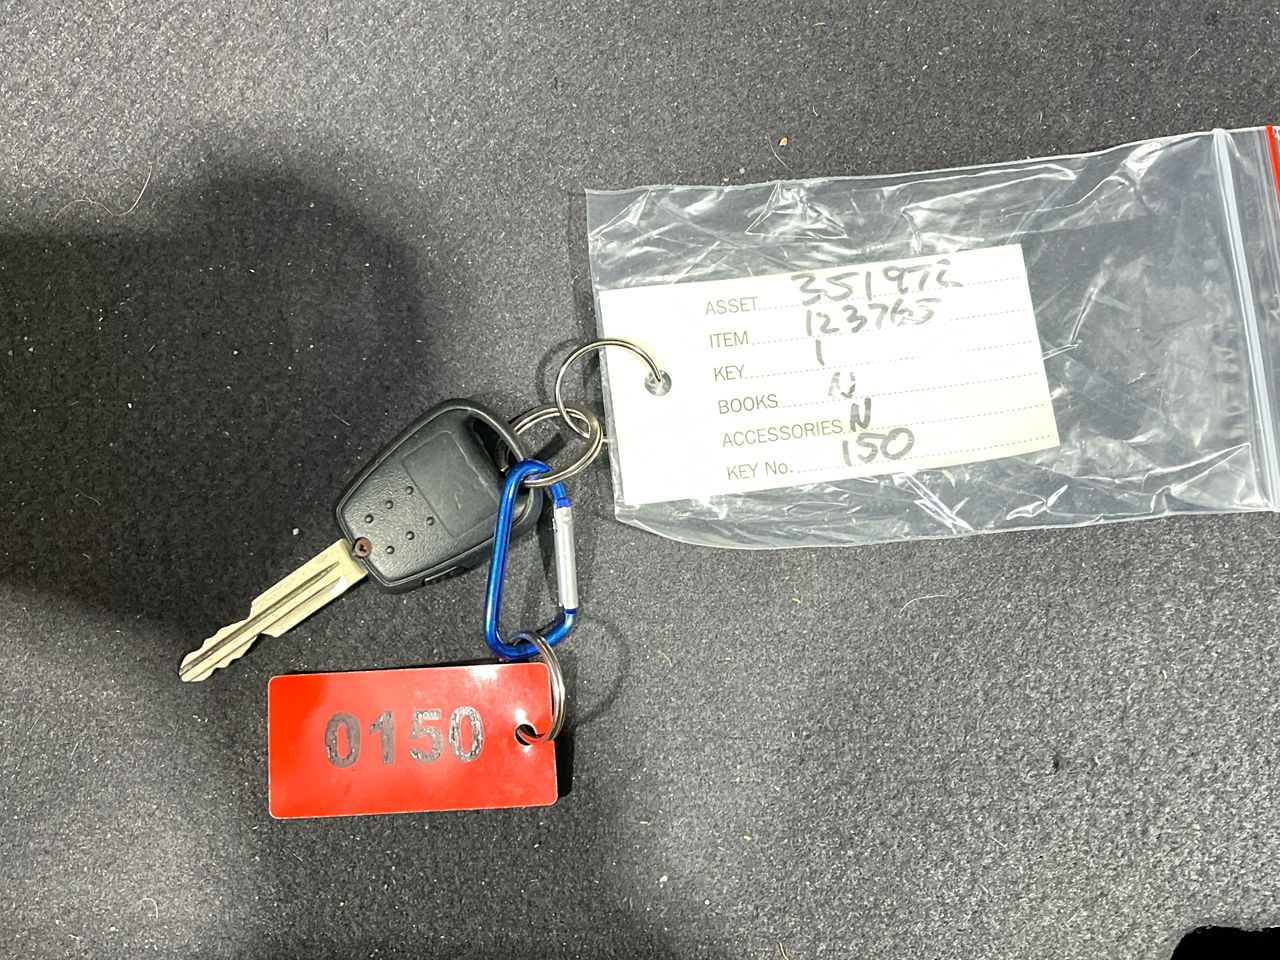 ASSET 351972
ITEM 123765
KEY 1
BOOKS N
ACCESSORIES N
KEY No. 150
0150